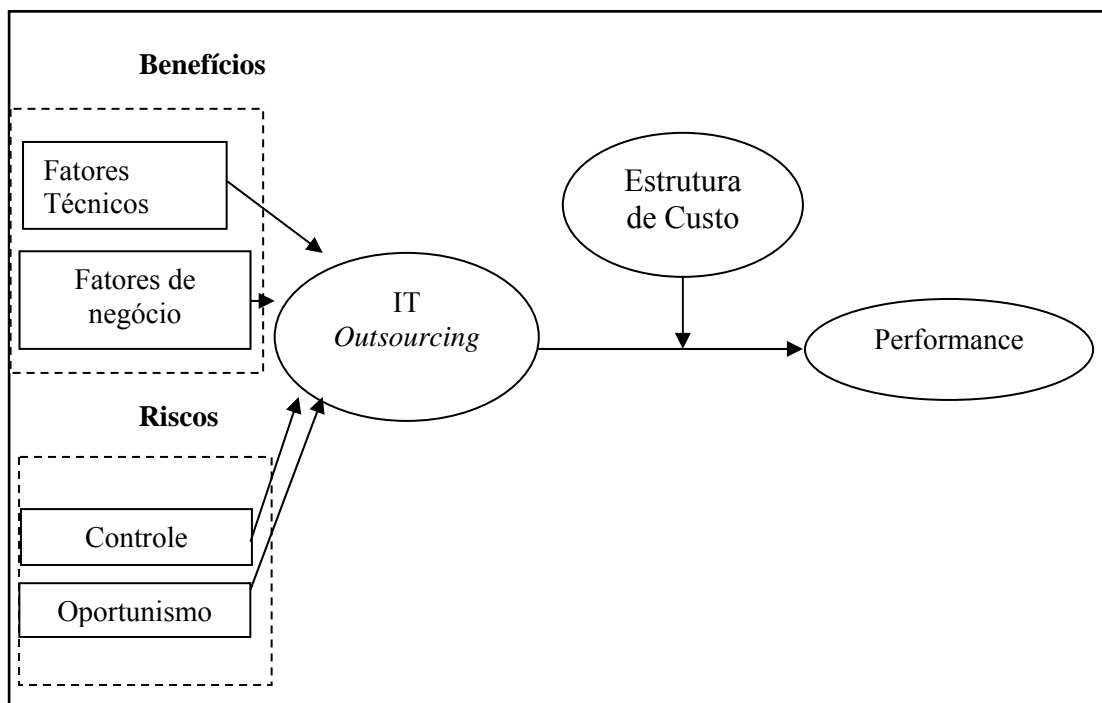 Benefícios
Fatores
Técnicos
Fatores de
negócio
IT
Outsourcing
Estrutura
de Custo
Performance
Riscos
Controle
Oportunismo